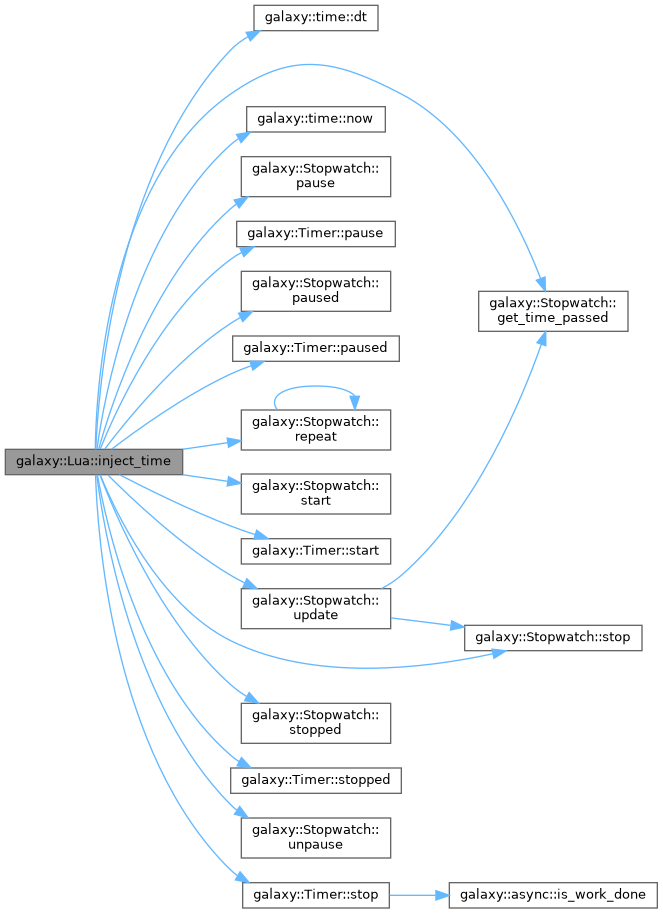 galaxy::time::dt
galaxy::time::now
galaxy::Stopwatch::
pause
galaxy::Timer::pause
galaxy::Stopwatch::
paused
galaxy::Stopwatch::
get_time_passed
galaxy::Timer::paused
galaxy::Stopwatch::
repeat
galaxy::Lua::inject_time
galaxy::Stopwatch::
start
galaxy::Timer::start
galaxy::Stopwatch::
update
galaxy::Stopwatch::stop
galaxy::Stopwatch::
stopped
galaxy::Timer::stopped
galaxy::Stopwatch::
unpause
galaxy::Timer::stop
galaxy::async::is_work_done